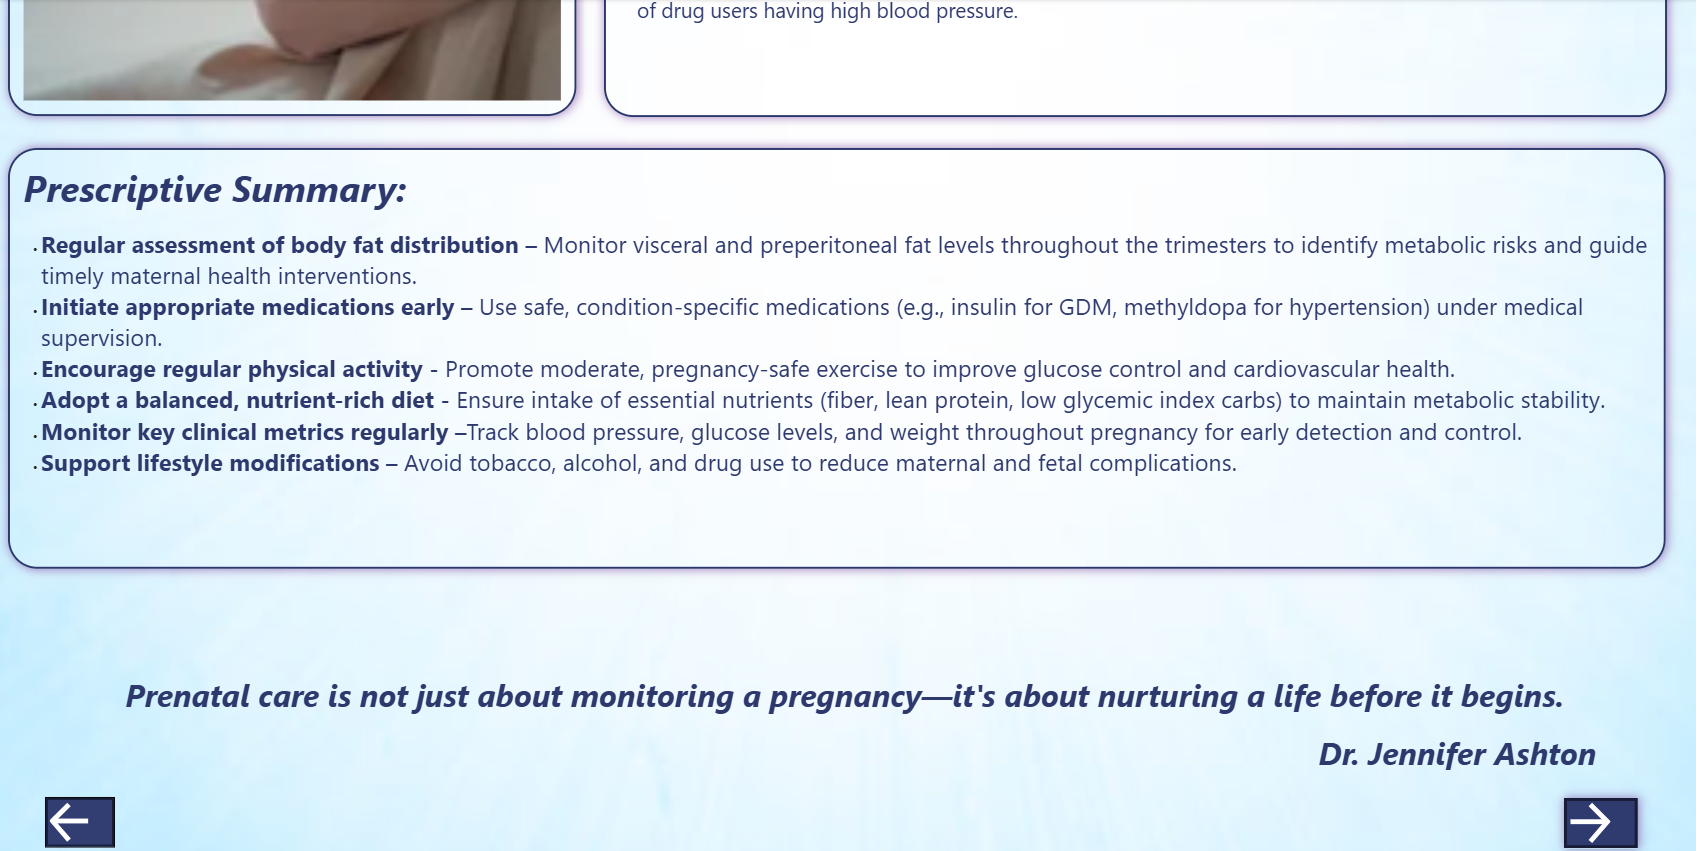 of drug users having high blood pressure.
Prescriptive Summary:
· Regular assessment of body fat distribution – Monitor visceral and preperitoneal fat levels throughout the trimesters to identify metabolic risks and guide
timely maternal health interventions.
· Initiate appropriate medications early – Use safe, condition-specific medications (e.g., insulin for GDM, methyldopa for hypertension) under medical
supervision.
· Encourage regular physical activity - Promote moderate, pregnancy-safe exercise to improve glucose control and cardiovascular health.
· Adopt a balanced, nutrient-rich diet - Ensure intake of essential nutrients (fiber, lean protein, low glycemic index carbs) to maintain metabolic stability.
· Monitor key clinical metrics regularly –Track blood pressure, glucose levels, and weight throughout pregnancy for early detection and control.
· Support lifestyle modifications – Avoid tobacco, alcohol, and drug use to reduce maternal and fetal complications.
Prenatal care is not just about monitoring a pregnancy—it's about nurturing a life before it begins.
Dr. Jennifer Ashton